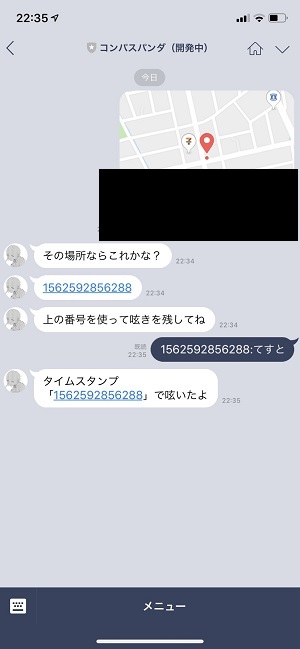 22:35
コンパスパンダ（開発中）
今日
その場所ならこれかな？
22:34
1562592856288
22:34
上の番号を使って呟きを残してね
22:34
既読
22:35
1562592856288:てすと
タイムスタンプ
「1562592856288」で呟いたよ
22:35
メニュー